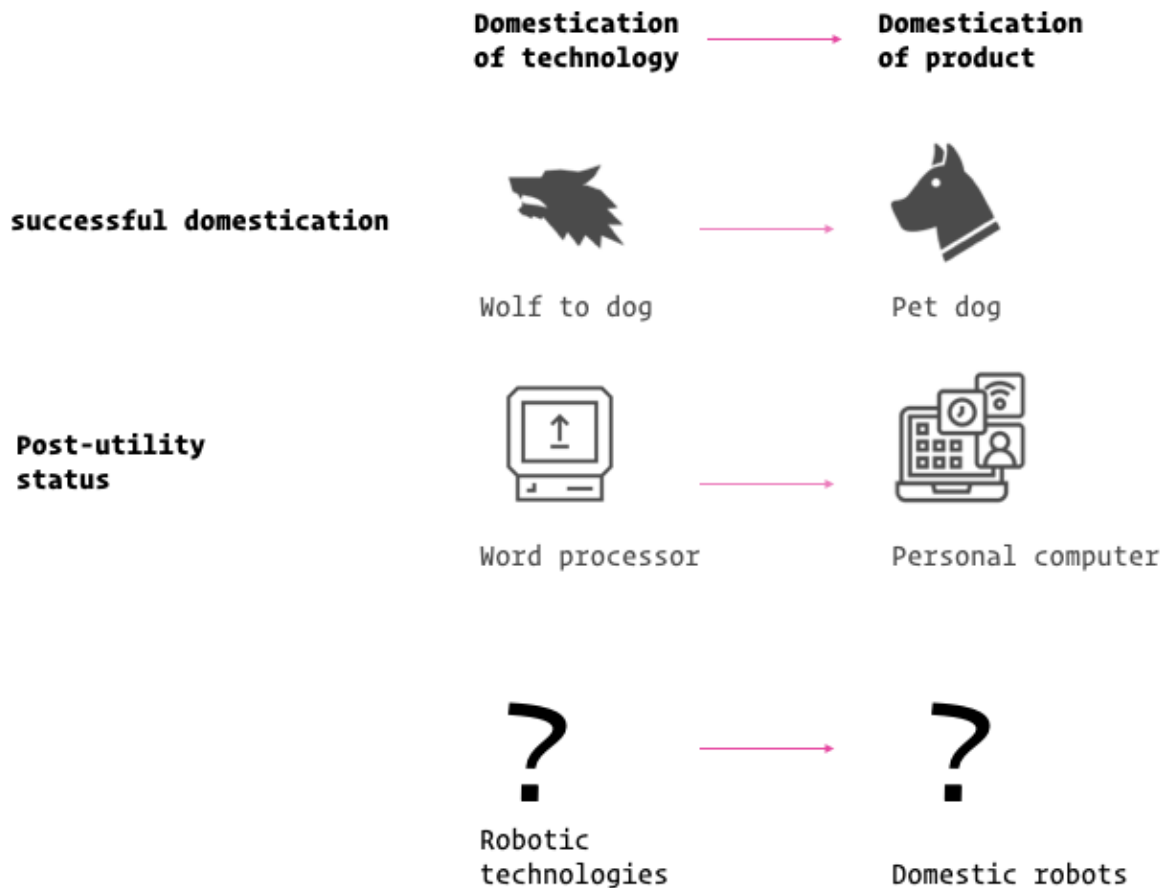 Domestication
of technology
Domestication
of product
successful domestication
Wolf to dog
Pet dog
Post-utility
status
Word processor
Personal computer
?
?
Robotic
technologies
Domestic robots